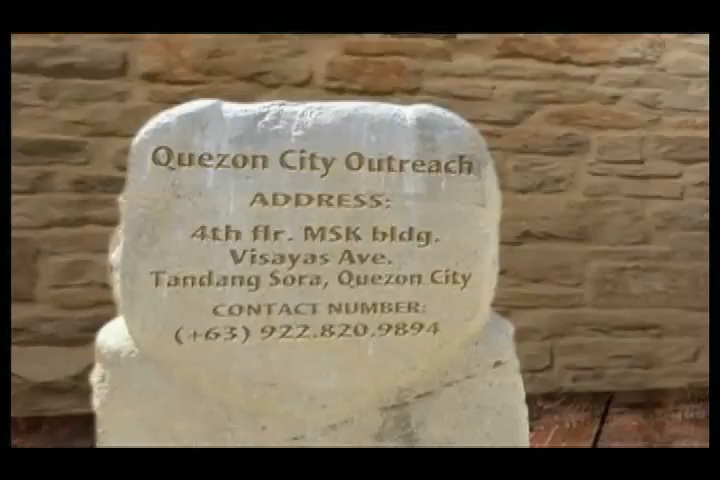 Quezon City Outreach
ADDRESS:
4th flr. MSK bldg.
Visayas Ave.
Tandang Sora, Quezon City
CONTACT NUMBER:
(+63) 922.820.9894